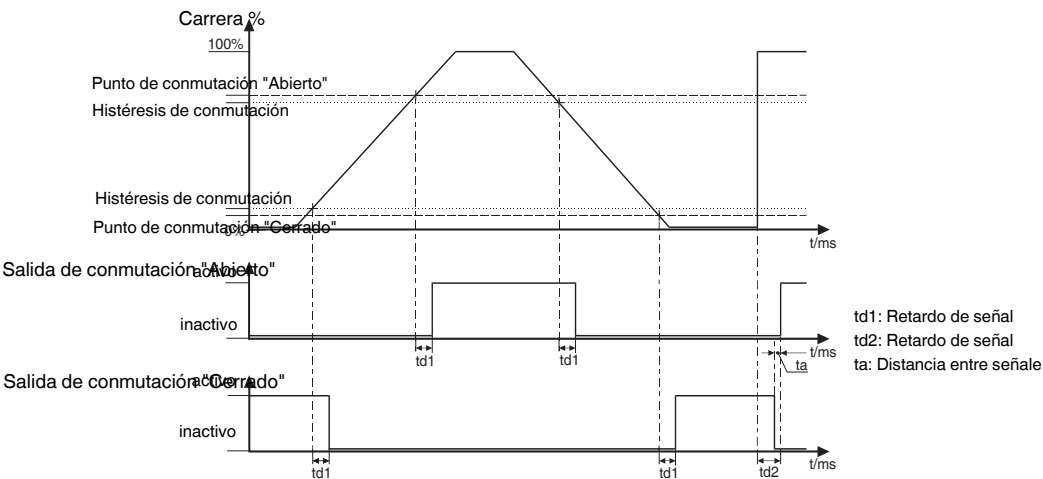 Carrera %
100%
Punto de conmutación "Abierto"
Histéresis de conmutación
Histéresis de conmutación
Punto de conmutación "Cerrado"
0%
t/ms
Salida de conmutación "Abierto"
activo
inactivo
td1
td1
t/ms
ta
td1: Retardo de señal
td2: Retardo de señal
ta: Distancia entre señale
Salida de conmutación "Cerrado"
activo
inactivo
td1
td1
td2
t/ms